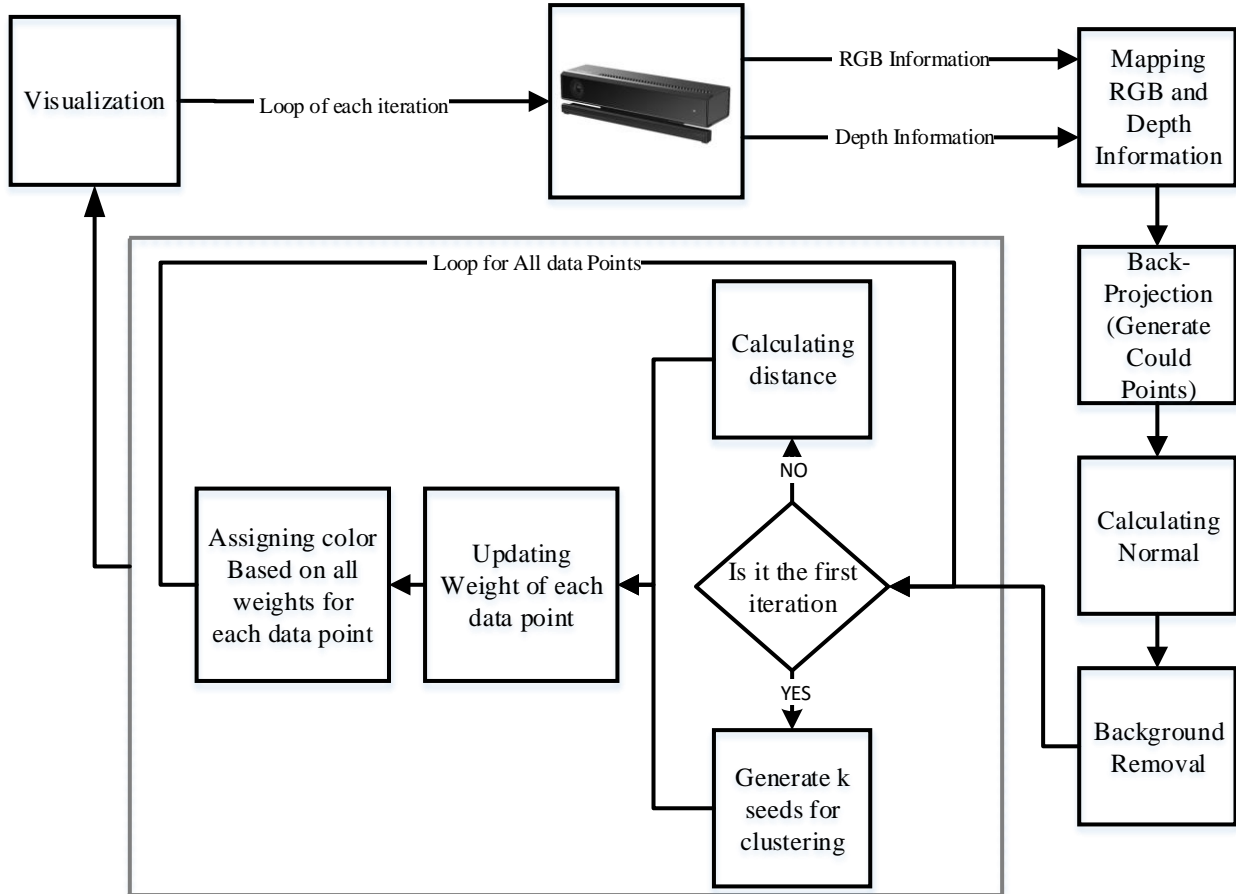 Visualization
Loop of each iteration
RGB Information
Depth Information
Mapping
RGB and
Depth
Information
Back-
Projection
(Generate
Could
Points)
Calculating
Normal
Background
Removal
Loop for All data Points
Calculating
distance
NO
Is it the first
iteration
YES
Generate k
seeds for
clustering
Updating
Weight of each
data point
Assigning color
Based on all
weights for
each data point